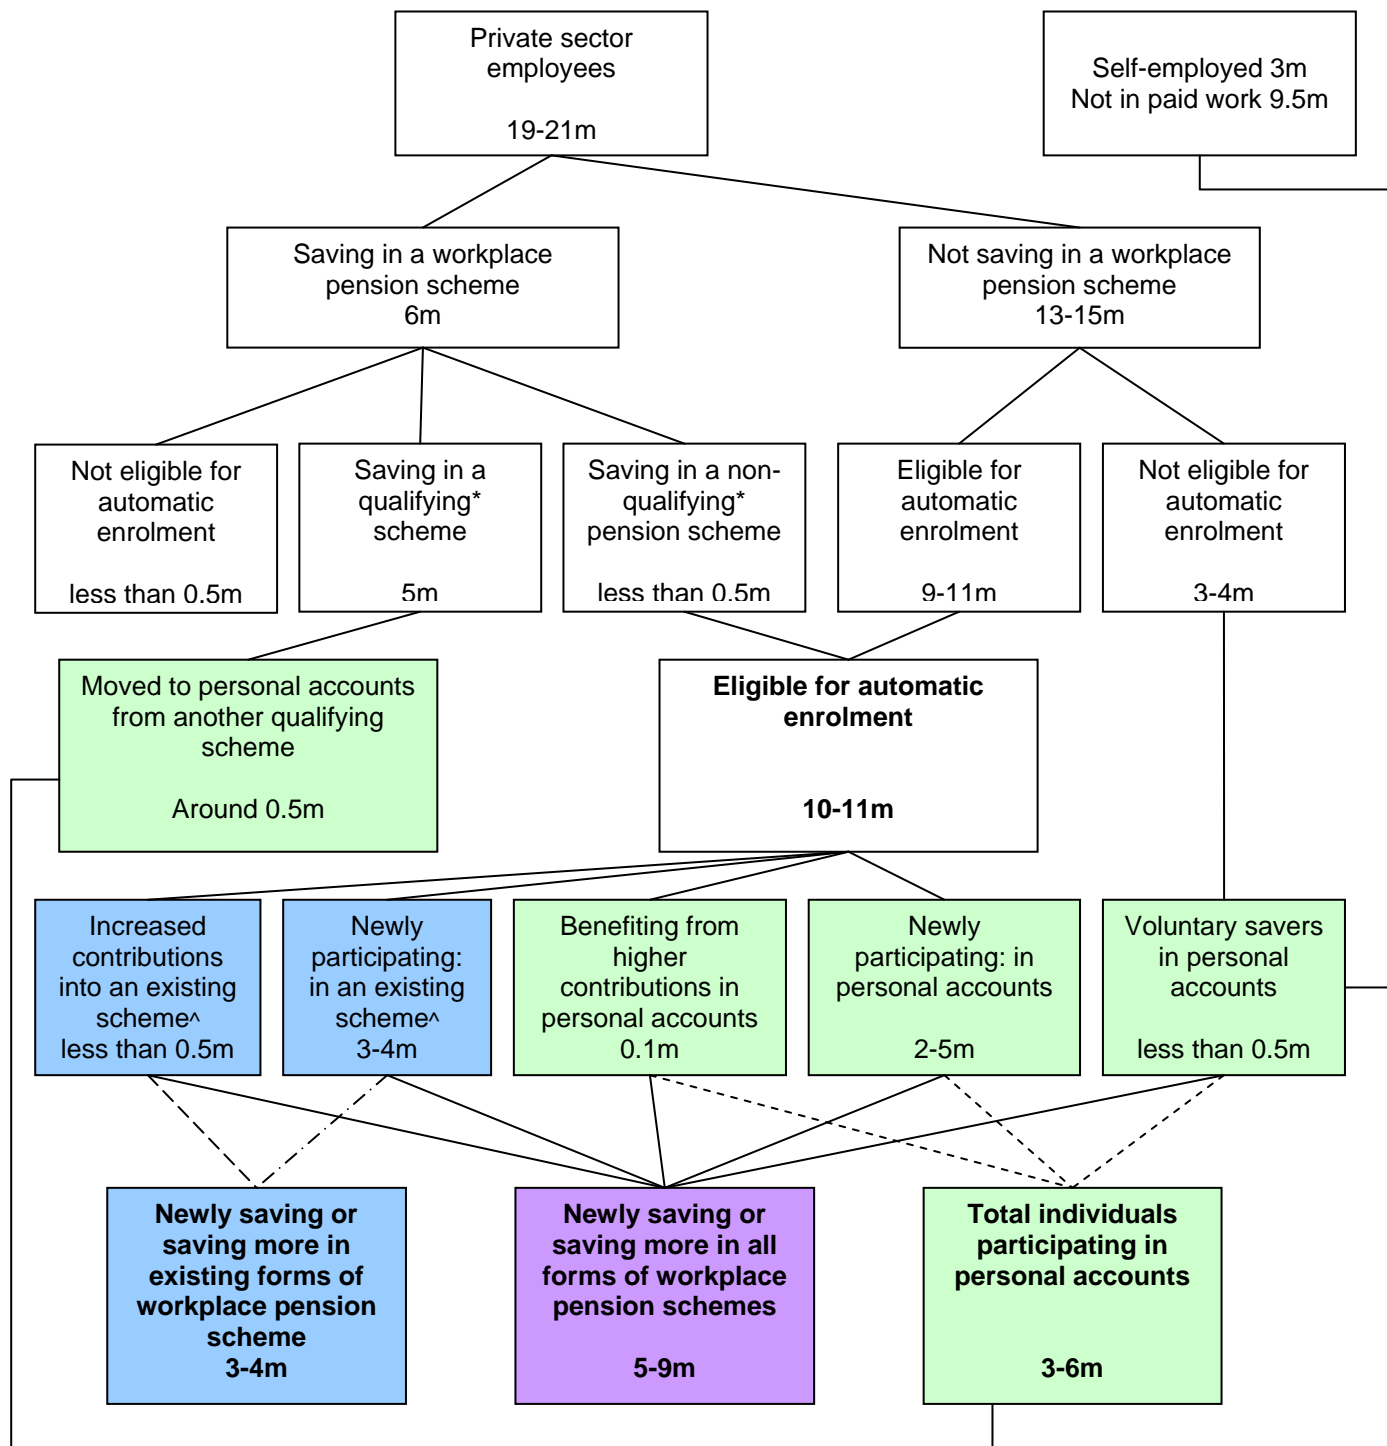 Private sector
employees
19-21m
Self-employed 3m
Not in paid work 9.5m
Saving in a workplace
pension scheme
6m
Not saving in a workplace
pension scheme
13-15m
Not eligible for
automatic
enrolment
less than 0.5m
Saving in a
qualifying*
scheme
5m
Saving in a non-
qualifying*
pension scheme
less than 0.5m
Eligible for
automatic
enrolment
9-11m
Not eligible for
automatic
enrolment
3-4m
Moved to personal accounts
from another qualifying
scheme
Around 0.5m
Eligible for automatic
enrolment
10-11m
Increased
contributions
into an existing
scheme^
less than 0.5m
Newly
participating:
in an existing
scheme^
3-4m
Benefiting from
higher
contributions in
personal accounts
0.1m
Newly
participating: in
personal accounts
2-5m
Voluntary savers
in personal
accounts
less than 0.5m
Newly saving or
saving more in
existing forms of
workplace pension
scheme
3-4m
Newly saving or
saving more in all
forms of workplace
pension schemes
5-9m
Total individuals
participating in
personal accounts
3-6m